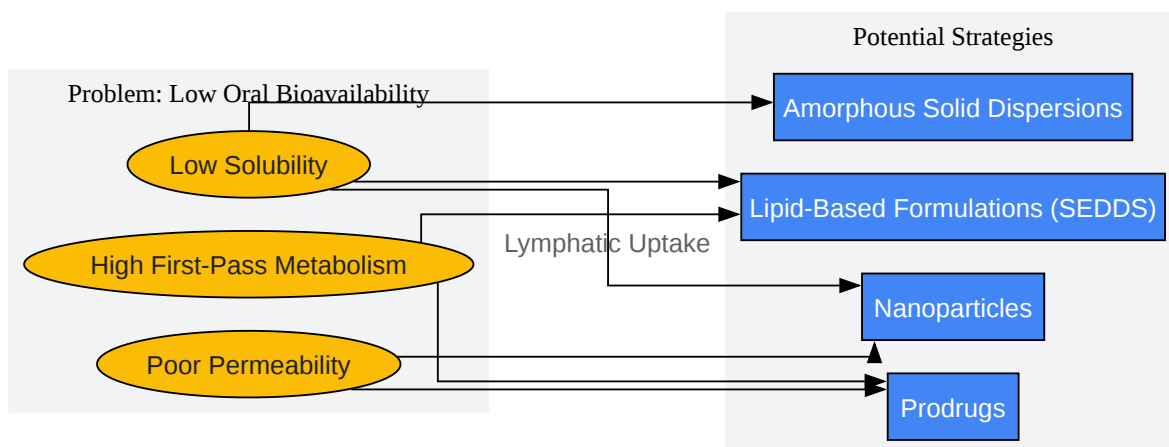 Problem: Low Oral Bioavailability
Low Solubility
High First-Pass Metabolism
Poor Permeability
Lymphatic Uptake
Potential Strategies
Amorphous Solid Dispersions
Lipid-Based Formulations (SEDDS)
Nanoparticles
Prodrugs